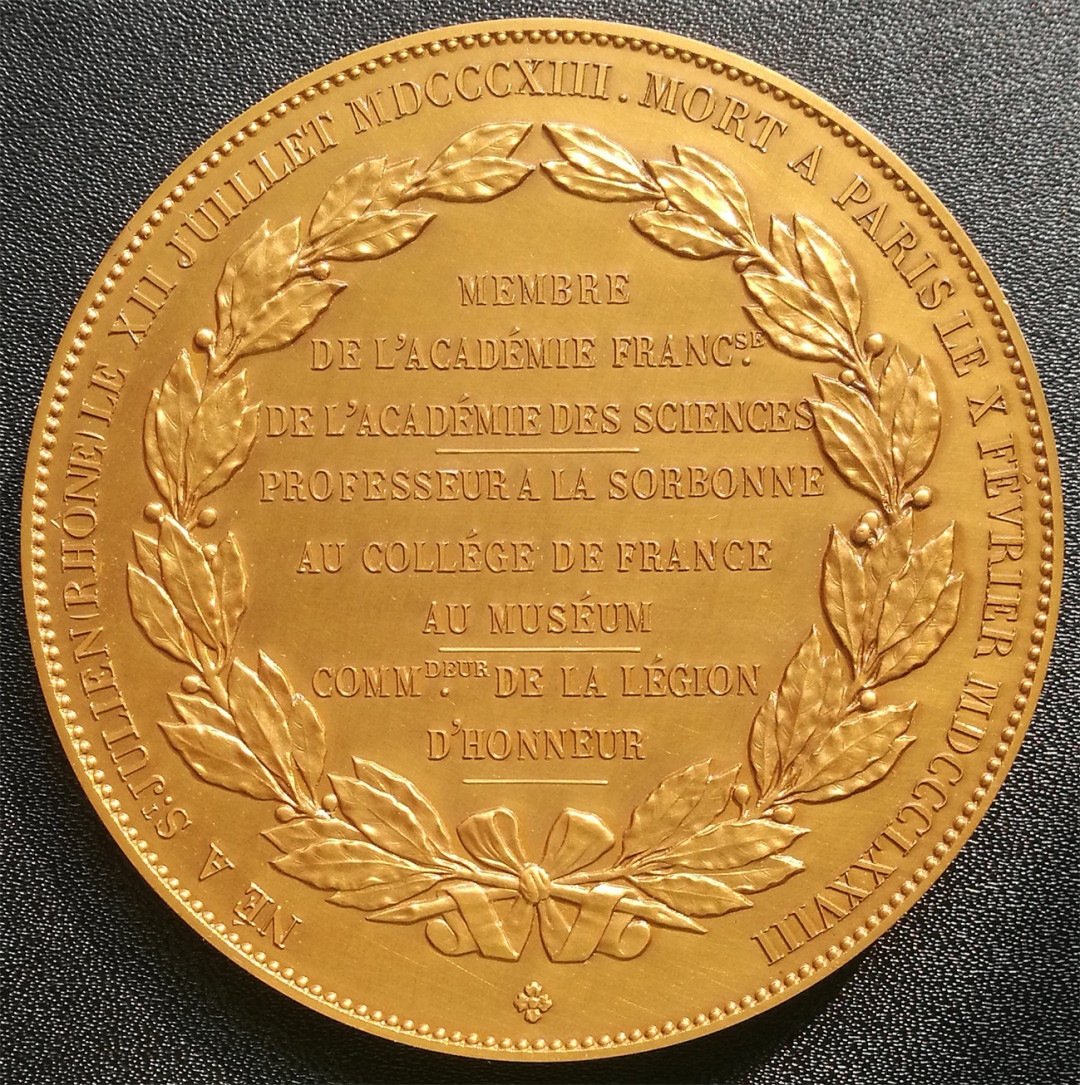 NÉ A ST. JULIEN (RHÔNE) LE XII JUILLET MDCCCXIII . MORT A PARIS LE X FÉVRIER MDCCCLXXVIII
MEMBRE
DE L'ACADÉMIE FRANCSE.
DE L'ACADÉMIE DES SCIENCES
PROFESSEUR A LA SORBONNE
AU COLLÉGE DE FRANCE
AU MUSÉUM
COMMDEUR. DE LA LÉGION
D'HONNEUR